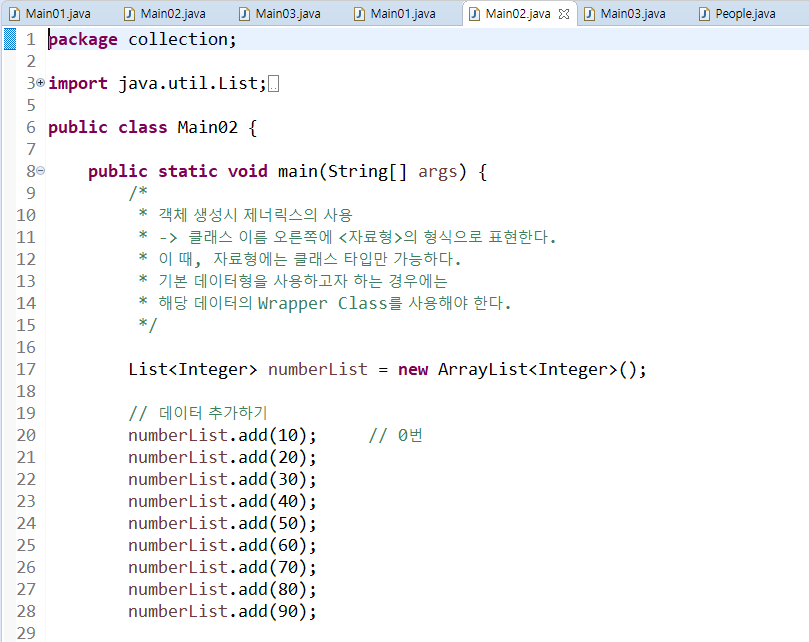 Main01.java Main02.java Main03.java Main01.java Main02.java Main03.java People.java
1 package collection;
2
3 import java.util.List;
5
6 public class Main02 {
7
8 public static void main(String[] args) {
9 /*
10 * 객체 생성시 제너릭스의 사용
11 * -> 클래스 이름 오른쪽에 <자료형>의 형식으로 표현한다.
12 * 이 때, 자료형에는 클래스 타입만 가능하다.
13 * 기본 데이터형을 사용하고자 하는 경우에는
14 * 해당 데이터의 Wrapper Class를 사용해야 한다.
15 */
16
17 List<Integer> numberList = new ArrayList<Integer>();
18
19 // 데이터 추가하기
20 numberList.add(10); // 0번
21 numberList.add(20);
22 numberList.add(30);
23 numberList.add(40);
24 numberList.add(50);
25 numberList.add(60);
26 numberList.add(70);
27 numberList.add(80);
28 numberList.add(90);
29